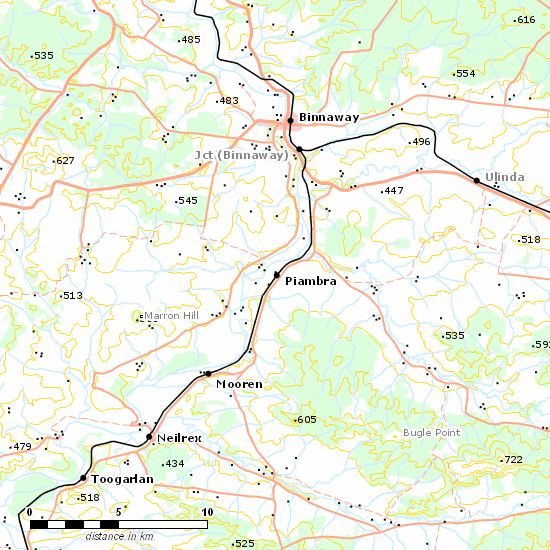 485
616
535
554
483
Binnaway
496
Jct (Binnaway)
627
Ulinda
447
545
518
Piambra
513
Marron Hill
535
592
Mooren
605
Bugle Point
Neilrex
479
434
722
Toogarlan
518
0 5 10
distance in km
525